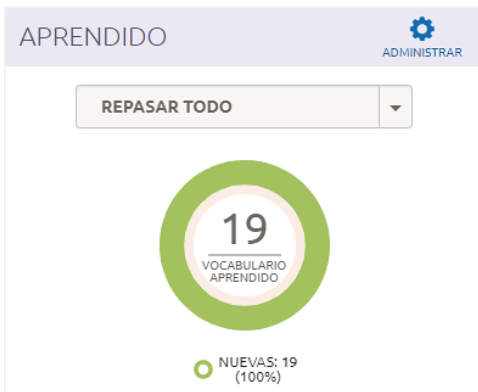 APRENDIDO
ADMINISTRAR
REPASAR TODO
19
VOCABULARIO
APRENDIDO
NUEVAS: 19
(100%)